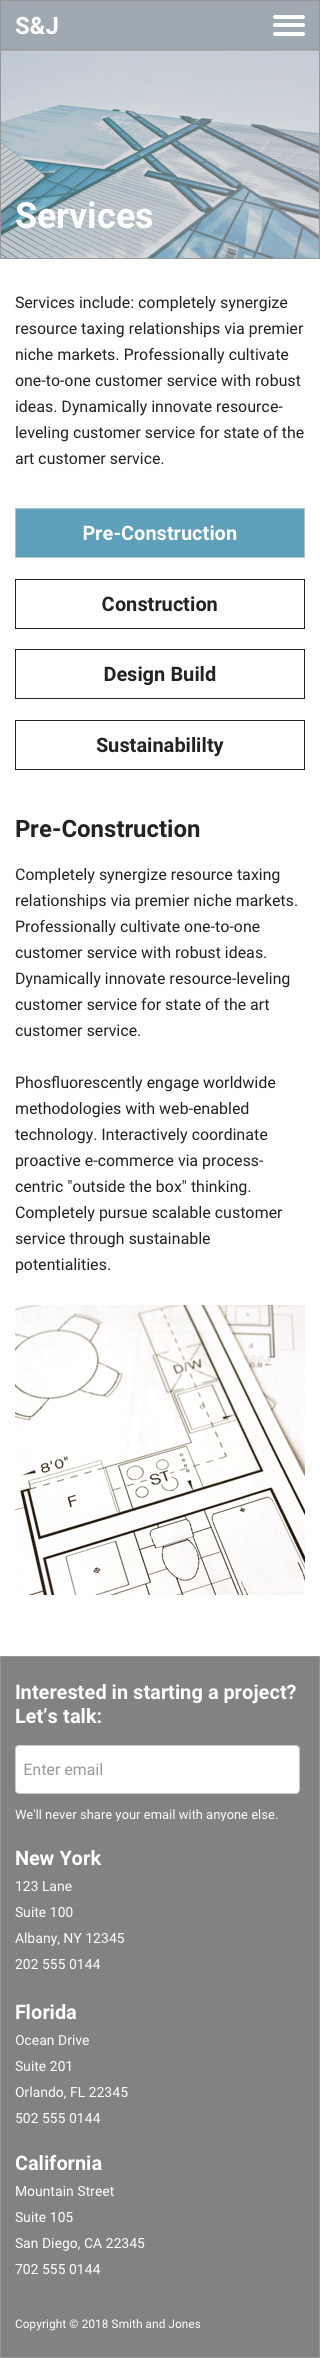 S&J
Services
Services include: completely synergize
resource taxing relationships via premier
niche markets. Professionally cultivate
one-to-one customer service with robust
ideas. Dynamically innovate resource-
leveling customer service for state of the
art customer service.
Pre-Construction
Construction
Design Build
Sustainabililty
Pre-Construction
Completely synergize resource taxing
relationships via premier niche markets.
Professionally cultivate one-to-one
customer service with robust ideas.
Dynamically innovate resource-leveling
customer service for state of the art
customer service.
Phosfluorescently engage worldwide
methodologies with web-enabled
technology. Interactively coordinate
proactive e-commerce via process-
centric "outside the box" thinking.
Completely pursue scalable customer
service through sustainable
potentialities.
D/W
8'0"
ST
F
Interested in starting a project?
Let's talk:
Enter email
We'll never share your email with anyone else.
New York
123 Lane
Suite 100
Albany, NY 12345
202 555 0144
Florida
Ocean Drive
Suite 201
Orlando, FL 22345
502 555 0144
California
Mountain Street
Suite 105
San Diego, CA 22345
702 555 0144
Copyright © 2018 Smith and Jones